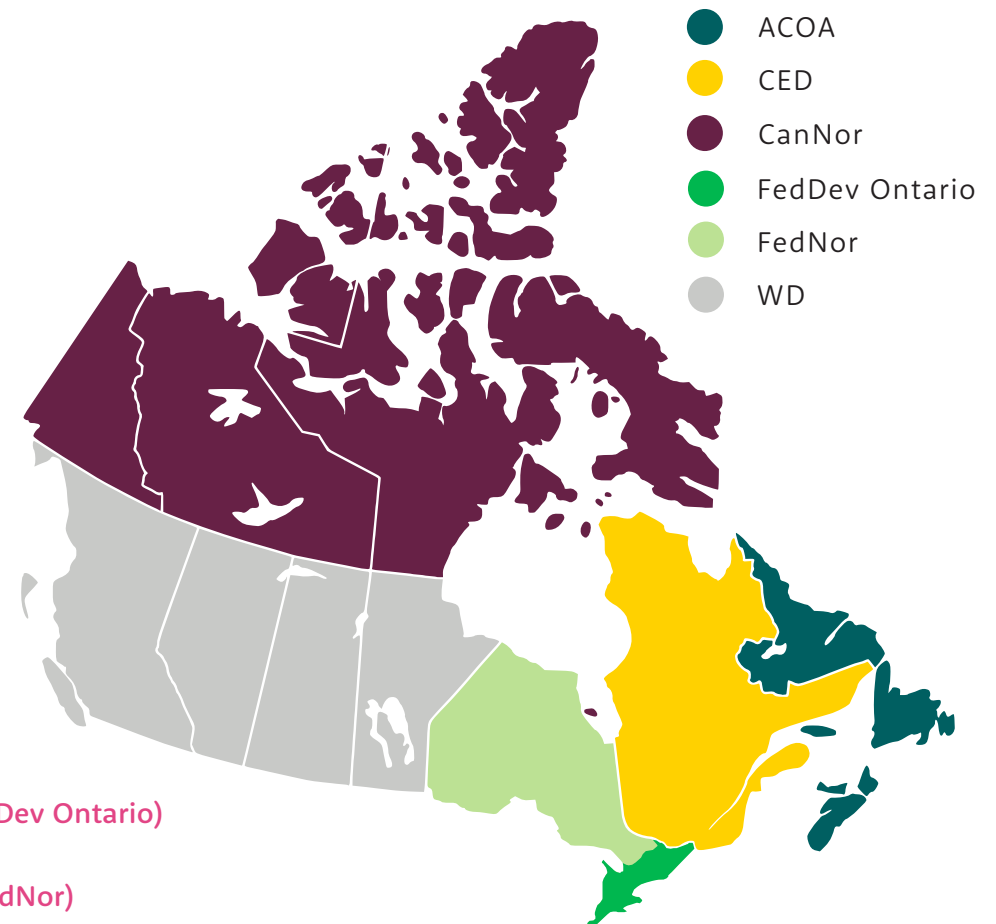 ACOA
CED
CanNor
FedDev Ontario
FedNor
WD
Dev Ontario)
dNor)